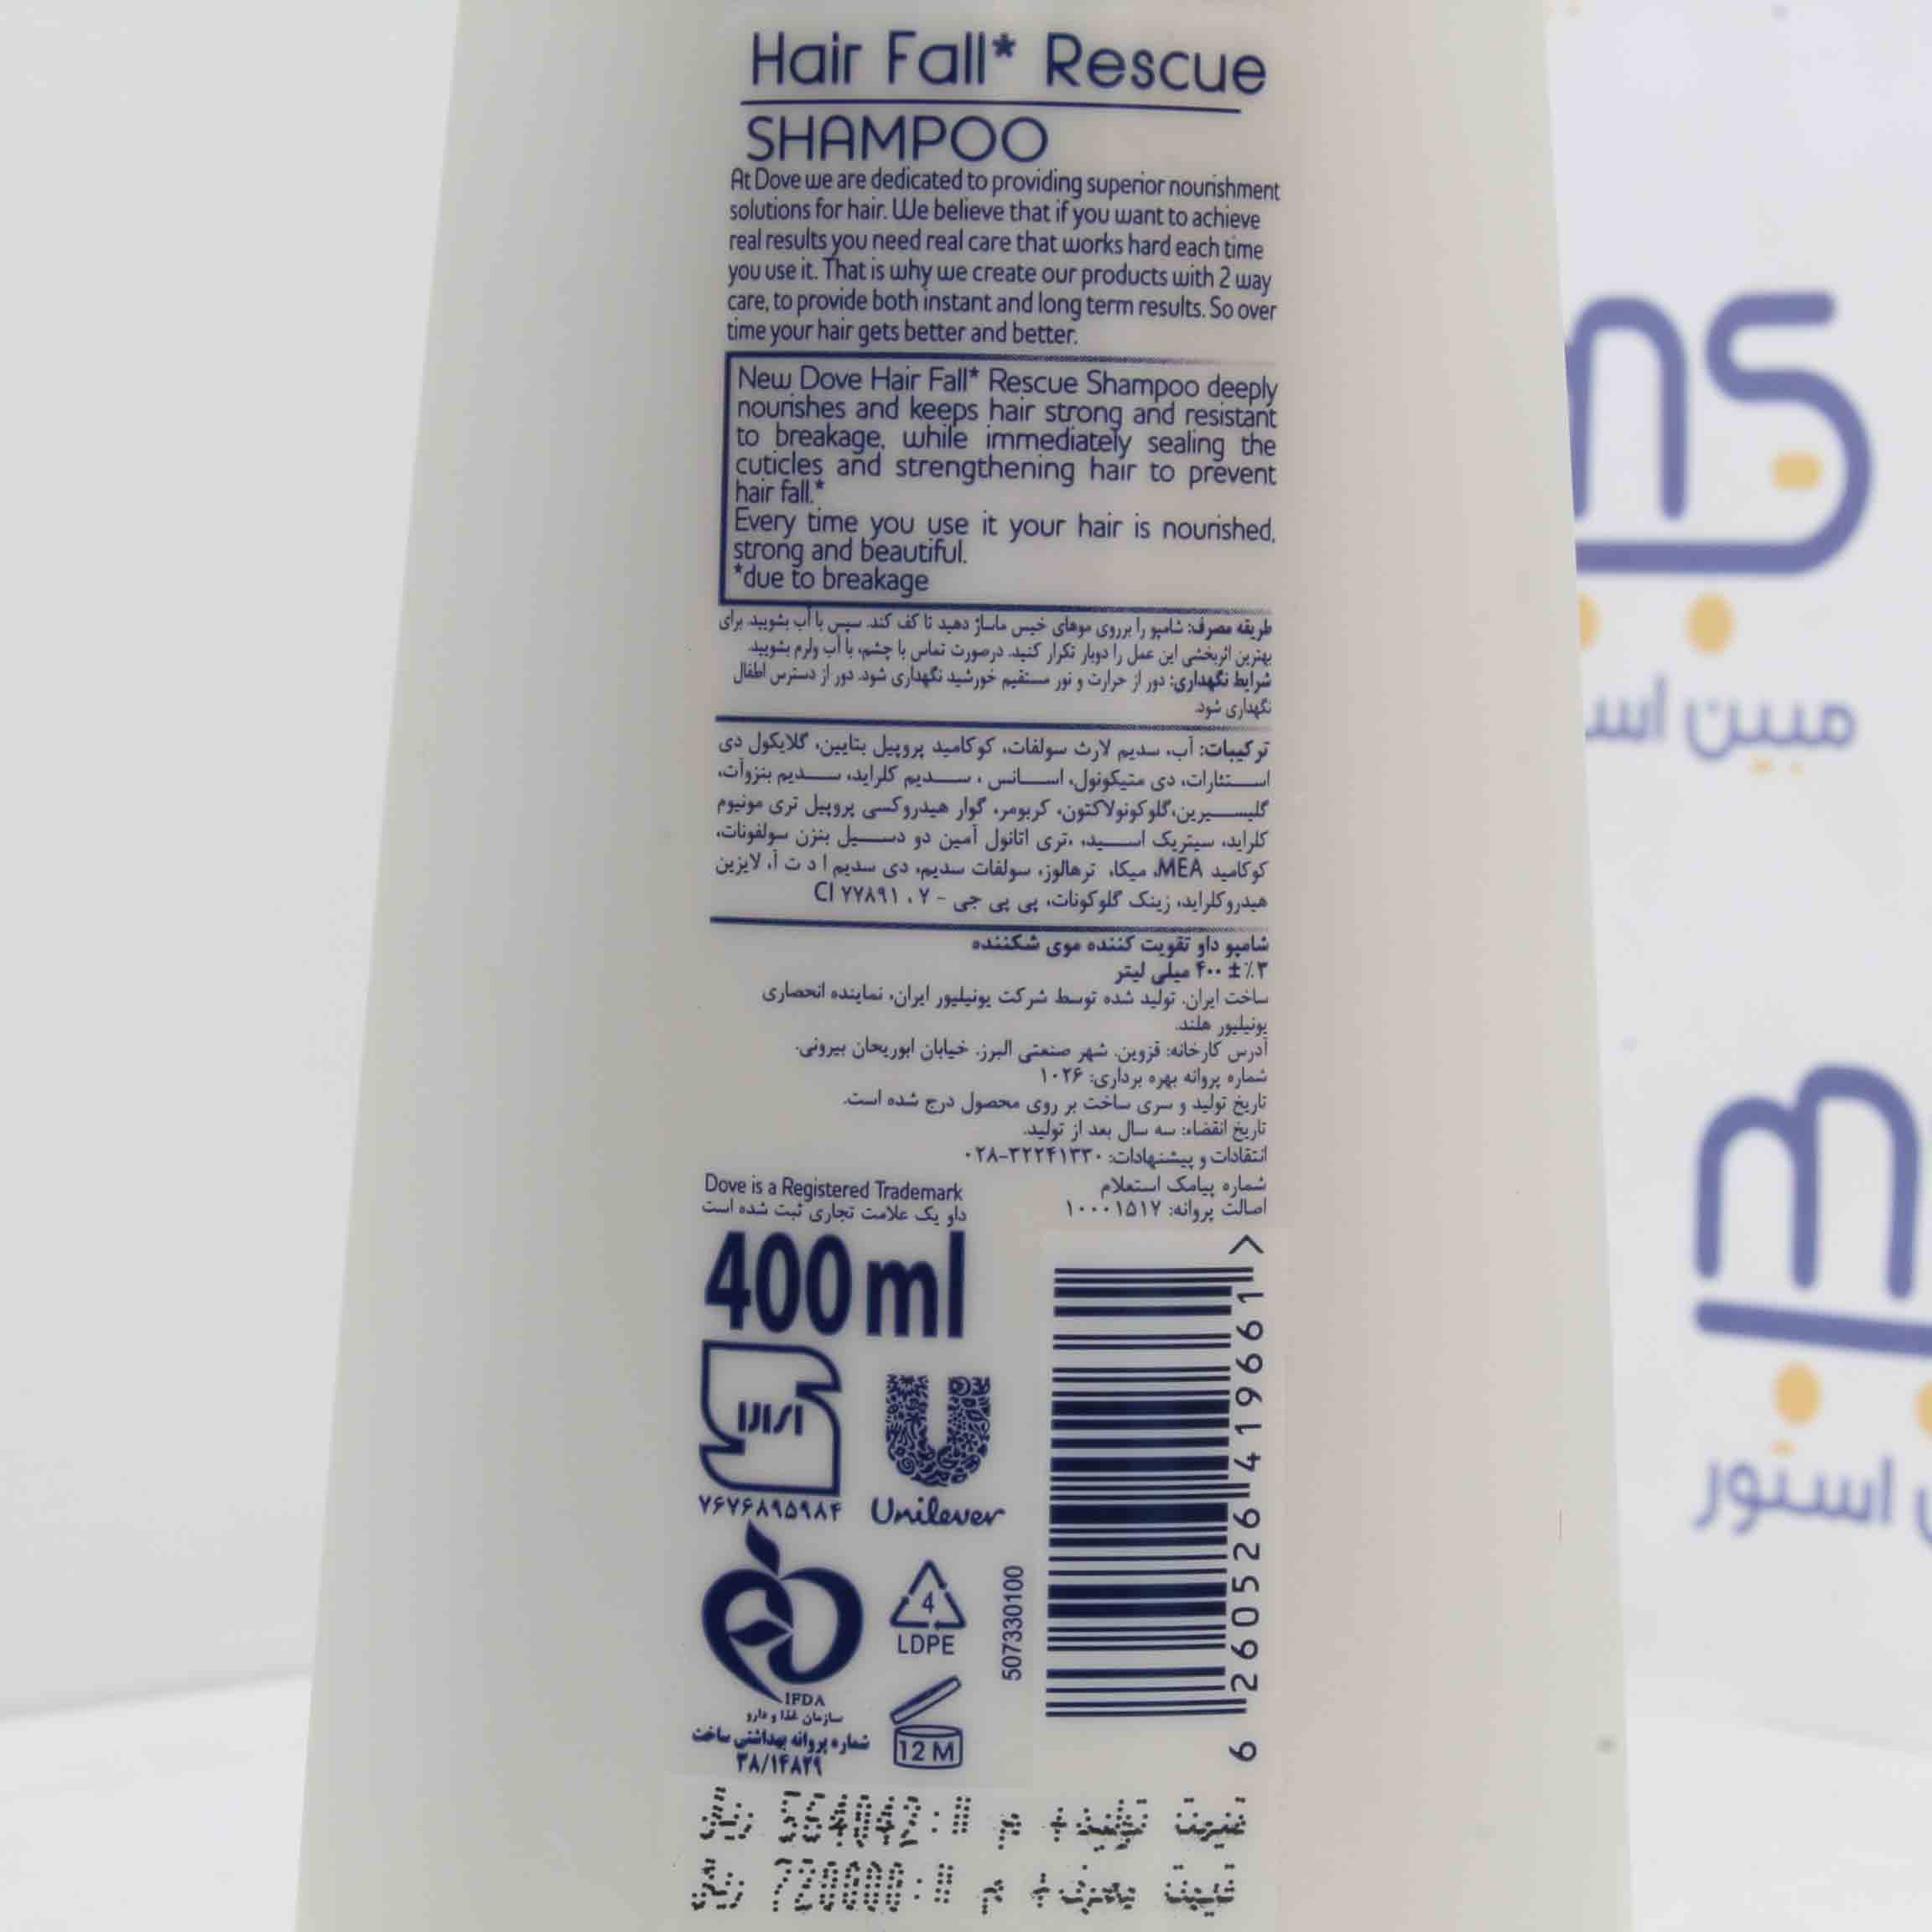 Hair Fall* Rescue
SHAMPOO
At Dove we are dedicated to providing superior nourishment
solutions for hair. We believe that if you want to achieve
real results you need real care that works hard each time
you use it. That is why we create our products with 2 way
care, to provide both instant and long term results. So over
time your hair gets better and better.
New Dove Hair Fall* Rescue Shampoo deeply
nourishes and keeps hair strong and resistant
to breakage, while immediately sealing the
cuticles and strengthening hair to prevent
hair fall.*
Every time you use it your hair is nourished,
strong and beautiful.
*due to breakage
طریقه مصرف: شامپو را برروی موهای خیس ماساژ دهید تا کف کند. سپس با آب بشویید. برای
بهترین اثربخشی این عمل را دوبار تکرار کنید. درصورت تماس با چشم، با آب ولرم بشویید.
شرایط نگهداری: دور از حرارت و نور مستقیم خورشید نگهداری شود. دور از دسترس اطفال
نگهداری شود.
ترکیبات: آب، سدیم لارث سولفات، کوکامید پروپیل بتایین، گلایکول دی
استئارات، دی متیکونول، اسانس ، سدیم کلراید، سدیم بنزوآت،
گلیسیرین،گلوکونولاکتون، کربومر، گوار هیدروکسی پروپیل تری مونیوم
کلراید، سیتریک اسید، ،تری اتانول آمین دو دسیل بنزن سولفونات،
کوکامید MEA، میکا، ترهالوز، سولفات سدیم، دی سدیم ا د ت آ، لایزین
هیدروکلراید، زینک گلوکونات، پی پی جی - ۷ ، CI ۷۷۸۹۱
شامپو داو تقویت کننده موی شکننده
۳٪ ± ۴۰۰ میلی لیتر
ساخت ایران. تولید شده توسط شرکت یونیلیور ایران، نماینده انحصاری
یونیلیور هلند.
آدرس کارخانه: قزوین. شهر صنعتی البرز. خیابان ابوریحان بیرونی.
شماره پروانه بهره برداری: ۱۰۲۶
تاریخ تولید و سری ساخت بر روی محصول درج شده است.
تاریخ انقضاء: سه سال بعد از تولید.
انتقادات و پیشنهادات: ۳۲۲۴۱۳۳۰-۰۲۸
شماره پیامک استعلام
اصالت پروانه: ۱۰۰۰۱۵۱۷
Dove is a Registered Trademark
داو یک علامت تجاری ثبت شده است
400 ml
۷۶۷۶۸۹۵۹۸۴
Unilever
IFDA
سازمان غذا و دارو
شماره پروانه بهداشتی ساخت
۳۸/۱۴۸۲۹
4
LDPE
12 M
507330100
6 260526 419661 >
قیمت تولید+ م ا: 554042 ریال
قیمت مصرف+ م ا: 720000 ریال
مبین
استور